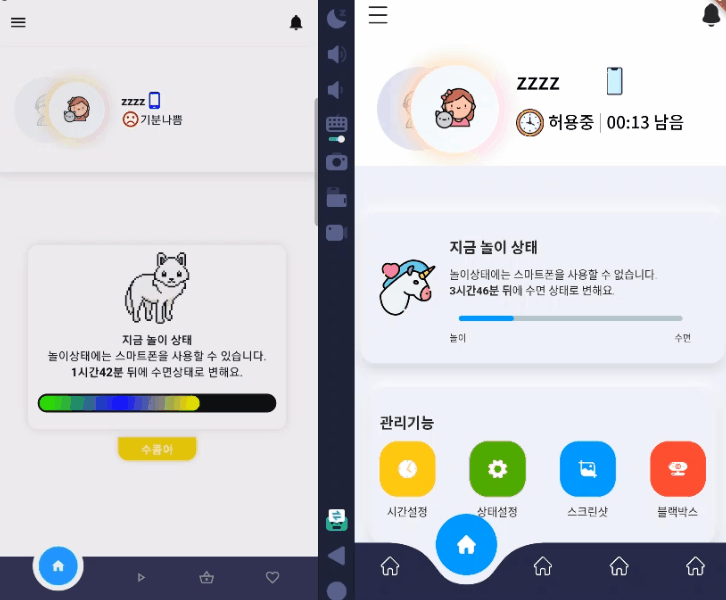 zzzz
기분나쁨
지금 놀이 상태
놀이상태에는 스마트폰을 사용할 수 있습니다.
1시간42분 뒤에 수면상태로 변해요.
수콩이
zzzz
허용중 | 00:13 남음
지금 놀이 상태
놀이상태에는 스마트폰을 사용할 수 없습니다.
3시간46분 뒤에 수면 상태로 변해요.
놀이 수면
관리기능
시간설정 상태설정 스크린샷 블랙박스